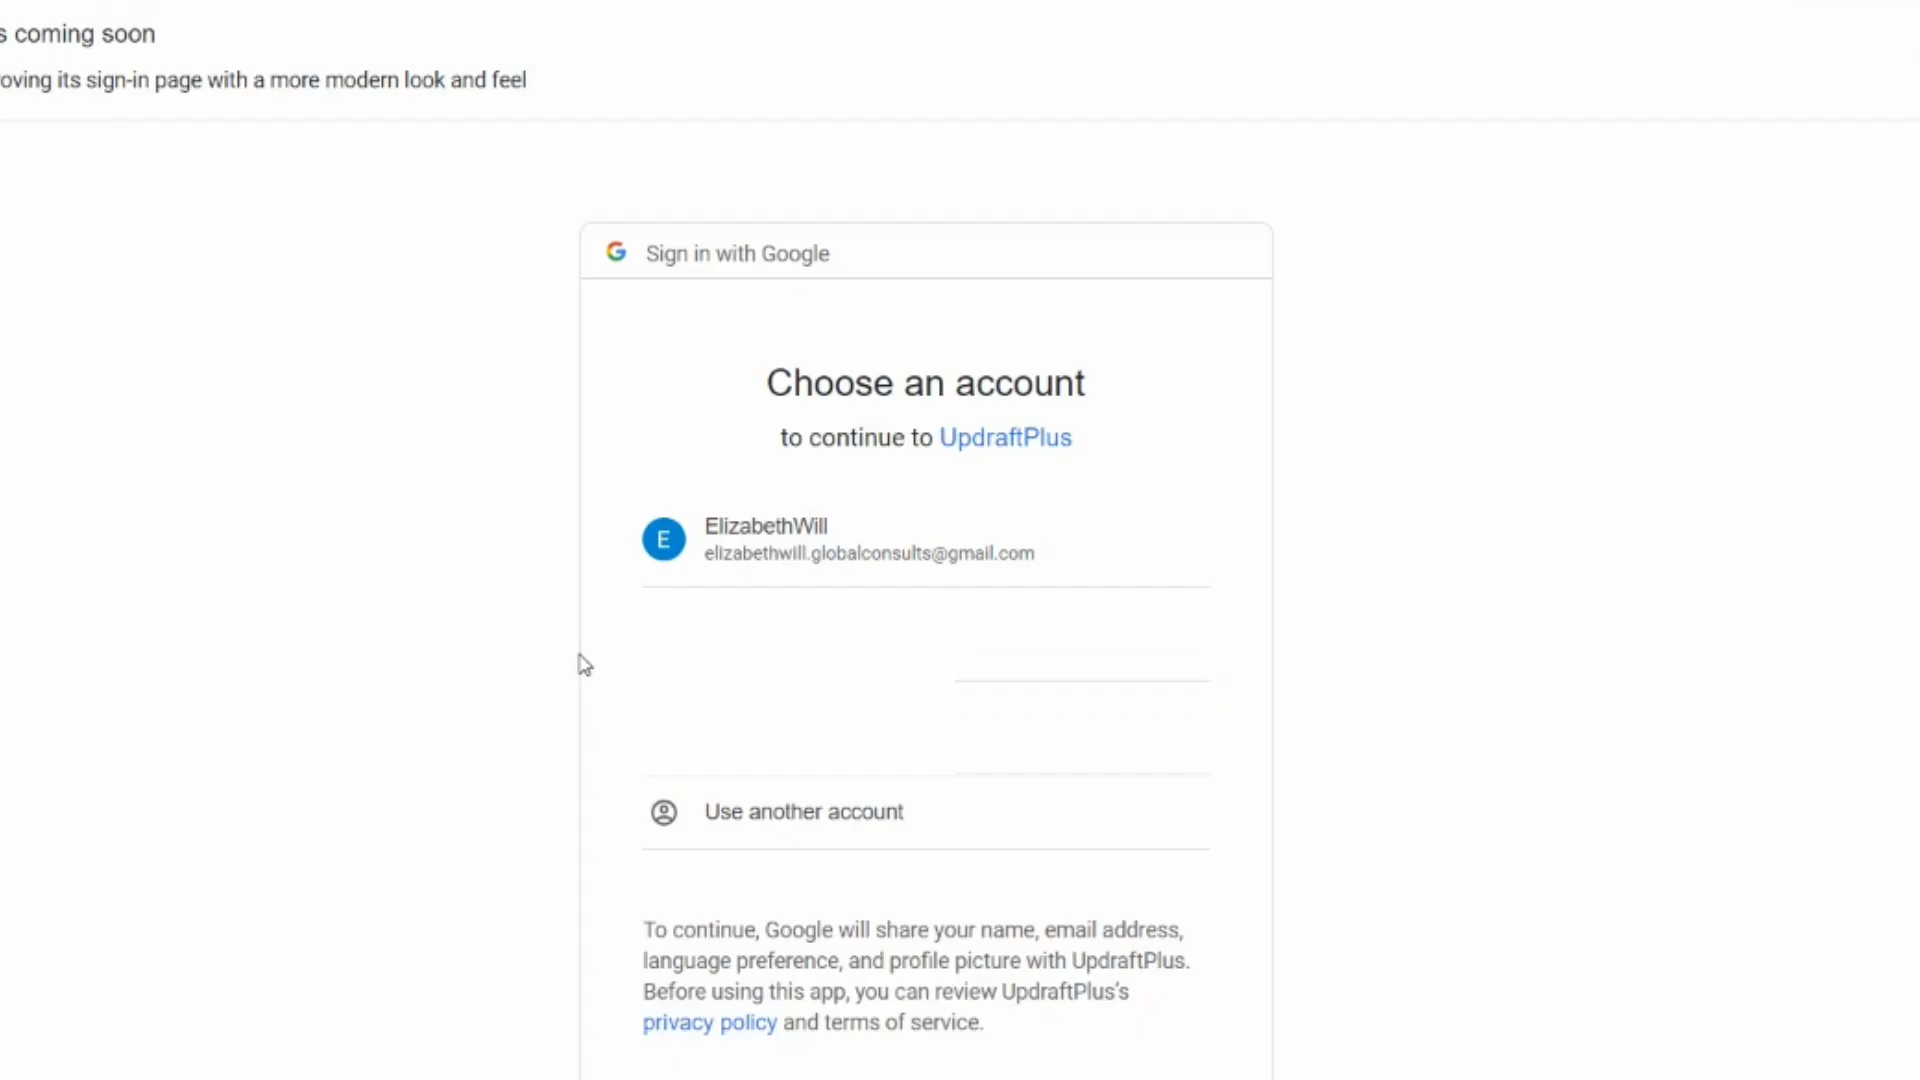 coming soon
its sign-in page with a more modern look and feel
Sign in with Google
Choose an account
to continue to UpdraftPlus
E
ElizabethWill
elizabethwill.globalconsults@gmail.com
Use another account
To continue, Google will share your name, email address,
language preference, and profile picture with UpdraftPlus.
Before using this app, you can review UpdraftPlus’s
privacy policy and terms of service.